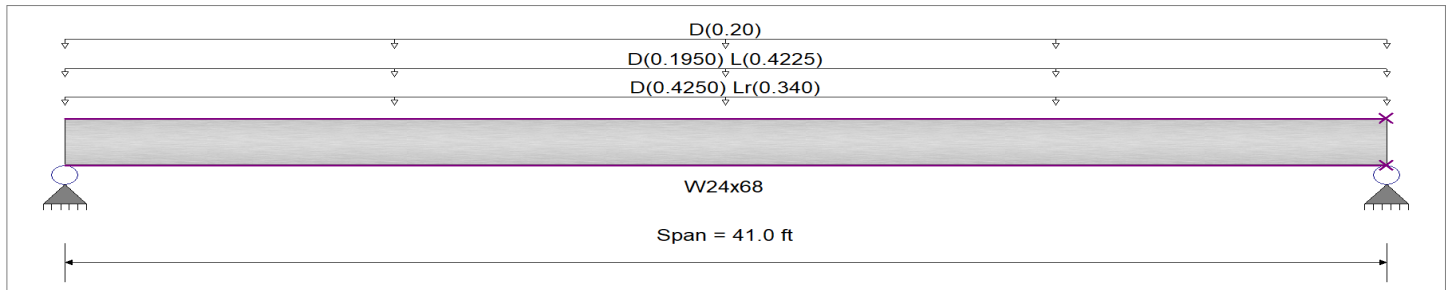 D(0.20)
D(0.1950) L(0.4225)
D(0.4250) Lr(0.340)
W24x68
Span = 41.0 ft